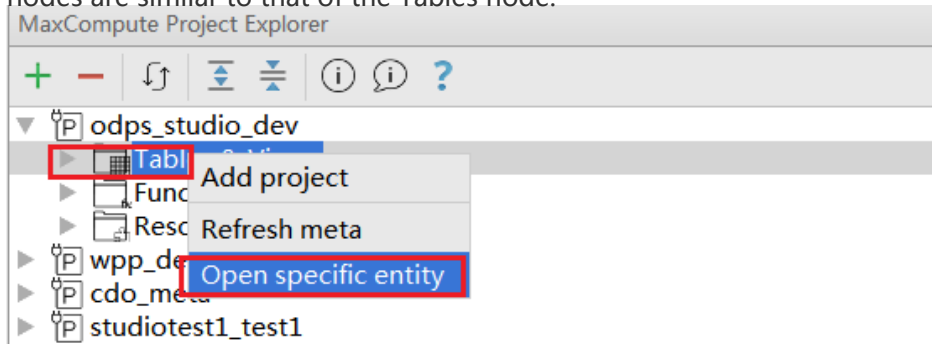 nodes are similar to that of the Tables node.
MaxCompute Project Explorer
?
odps_studio_dev
Add project
Refresh meta
Open specific entity
studiotest1_test1